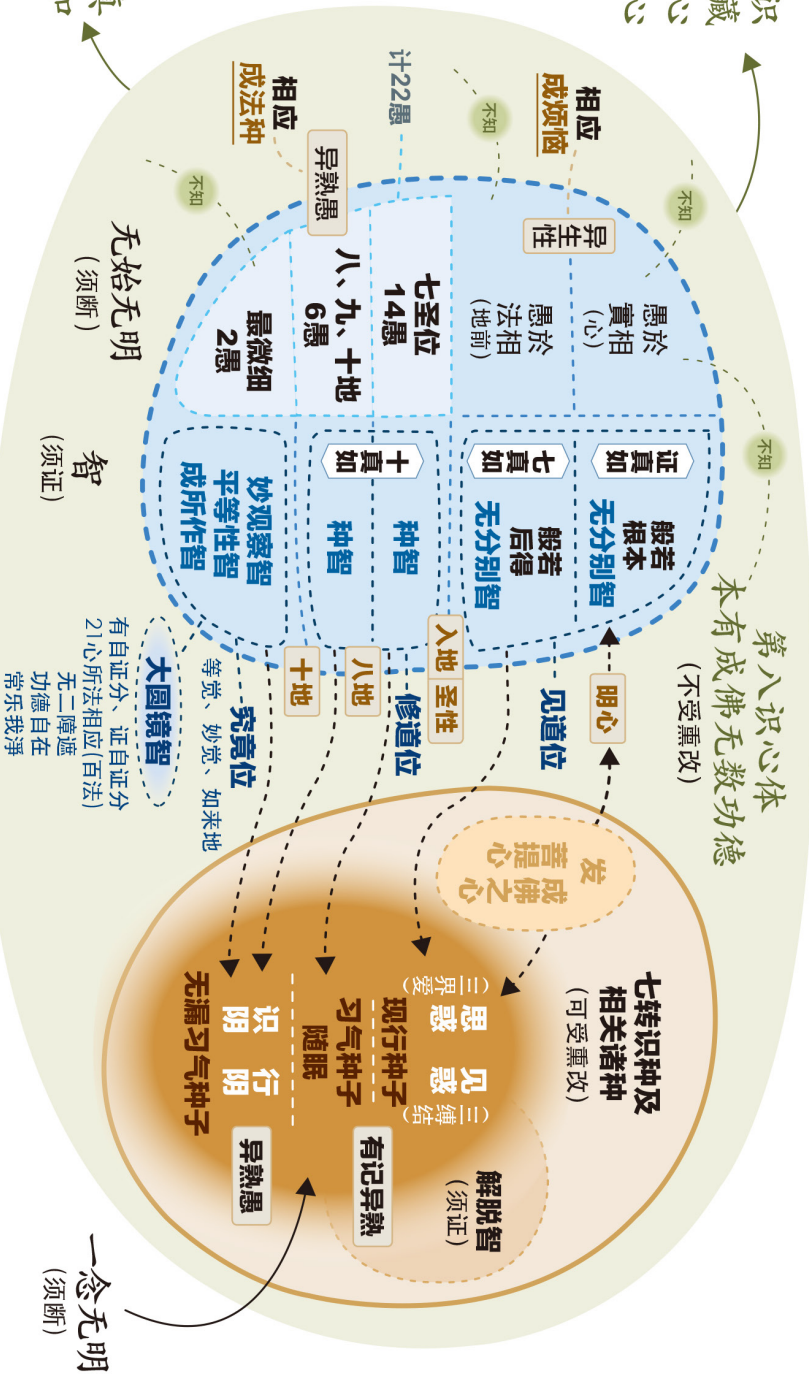 识
藏
心
心
真
如
相应
成烦恼
计22愚
相应
成法种
不知
不知
不知
不知
异生性
异熟愚
愚於
實相
(心)
愚於
法相
(地前)
七圣位
14愚
八、九、十地
6愚
最微细
2愚
无始无明
(须断)
智
(须证)
证真如
般若
根本
无分别智
七真如
般若
后得
无分别智
十真如
种智
种智
妙观察智
平等性智
成所作智
第八识心体
本有成佛无数功德
(不受熏改)
明心
见道位
入地
圣性
修道位
八地
十地
究竟位
等觉、妙觉、如来地
大圆镜智
有自证分、证自证分
21心所法相应(百法)
无二障遮
功德自在
常乐我淨
发
菩提心
成佛之心
七转识种及
相关诸种
(可受熏改)
(三界爱)
思惑
见惑
(三缚结)
现行种子
习气种子
随眠
识阴
行阴
无漏习气种子
解脱智
(须证)
有记异熟
异熟愚
一念无明
(须断)